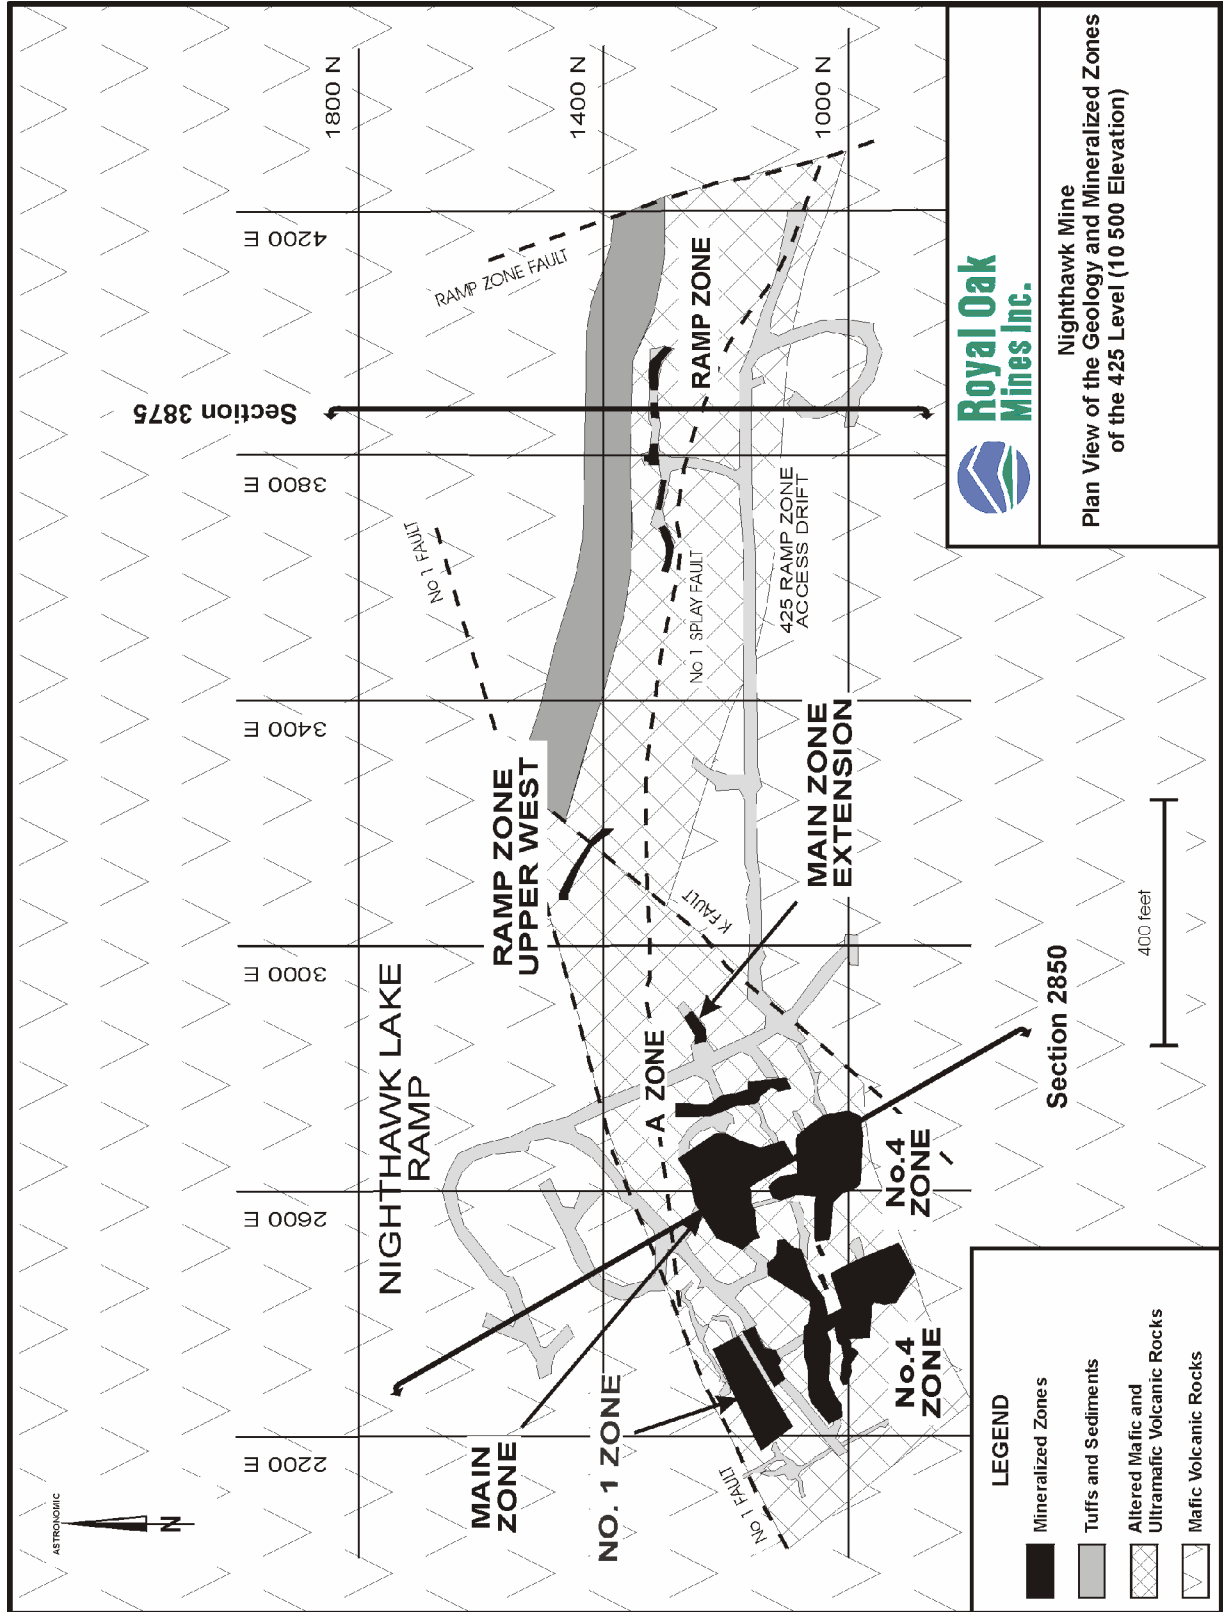 ASTRONOMIC
N
1800 N
1400 N
1000 N
4200 E
3800 E
3400 E
3000 E
2600 E
2200 E
Section 3875
RAMP ZONE FAULT
RAMP ZONE
No 1 FAULT
No 1 SPLAY FAULT
425 RAMP ZONE
ACCESS DRIFT
RAMP ZONE
UPPER WEST
MAIN ZONE
EXTENSION
K FAULT
NIGHTHAWK LAKE
RAMP
A ZONE
Section 2850
400 feet
No.4
ZONE
No.4
ZONE
MAIN
ZONE
NO. 1 ZONE
No 1 FAULT
LEGEND
Mineralized Zones
Tuffs and Sediments
Altered Mafic and
Ultramafic Volcanic Rocks
Mafic Volcanic Rocks
Royal Oak
Mines Inc.
Nighthawk Mine
Plan View of the Geology and Mineralized Zones
of the 425 Level (10 500 Elevation)